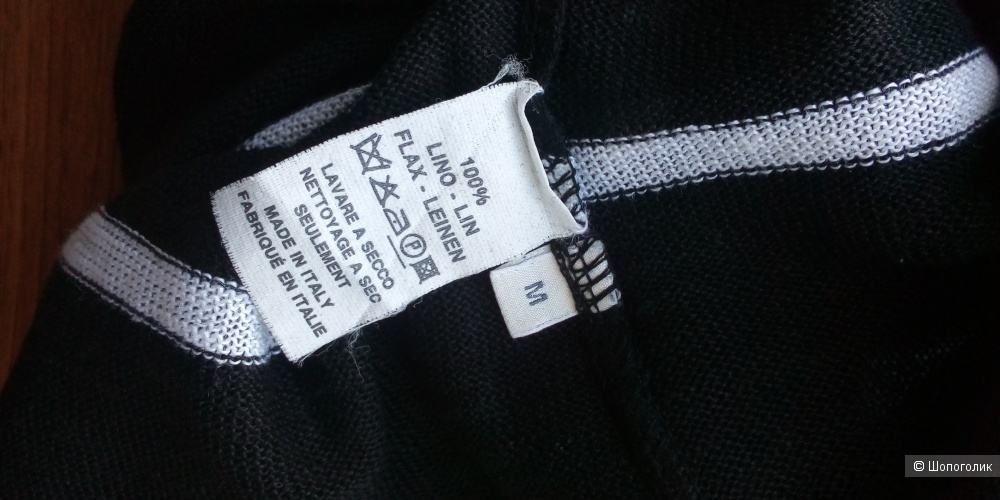 100%
LINO - LIN
FLAX - LEINEN
P
LAVARE A SECCO
NETTOYAGE A SEC
SEULEMENT
MADE IN ITALY
FABRIQUÉ EN ITALIE
M
© Шопоголик